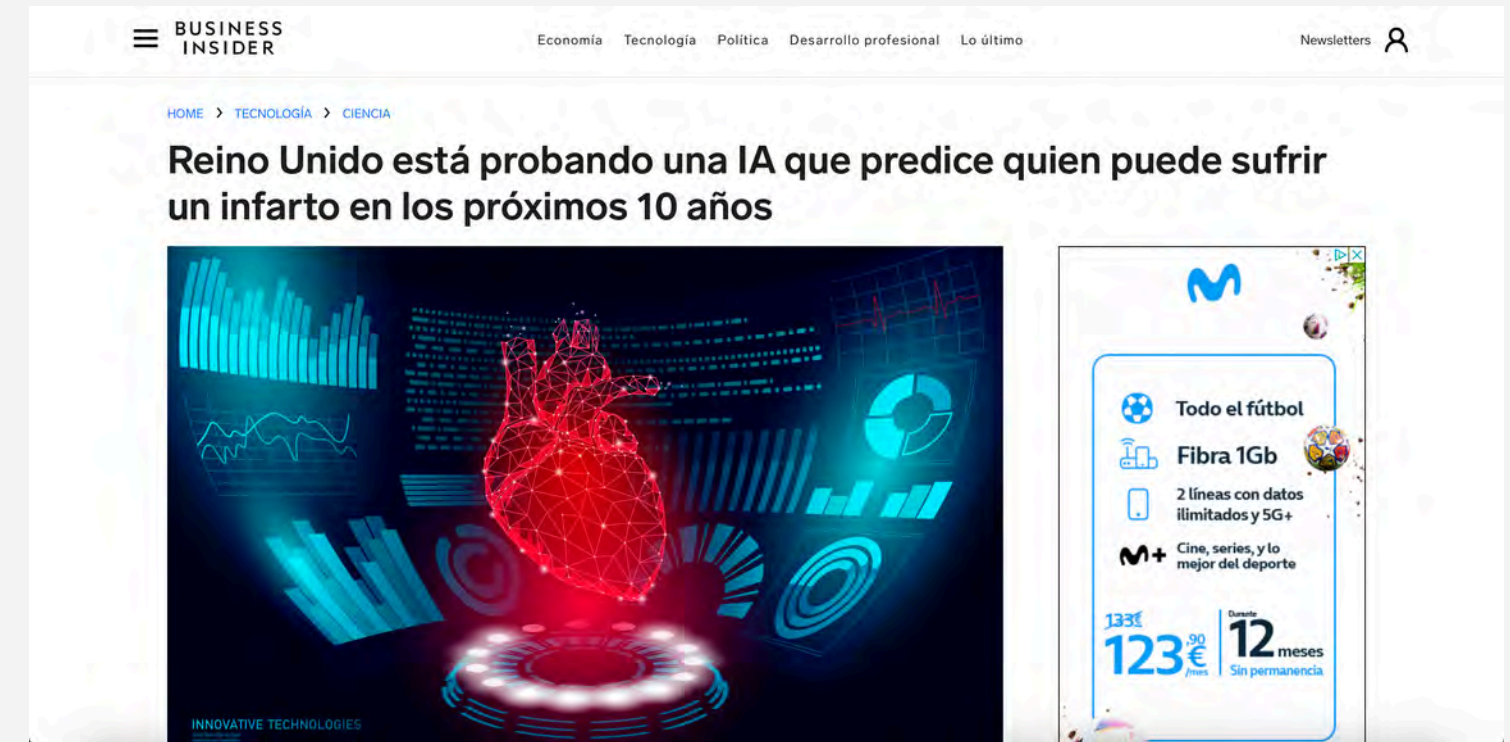 BUSINESS
INSIDER
Economía Tecnología Política Desarrollo profesional Lo último
Newsletters
HOME > TECNOLOGÍA > CIENCIA
Reino Unido está probando una IA que predice quien puede sufrir
un infarto en los próximos 10 años
INNOVATIVE TECHNOLOGIES
Todo el fútbol
Fibra 1Gb
2 líneas con datos
ilimitados y 5G+
M+ Cine, series, y lo
mejor del deporte
133€
123,90€/mes
Durante
12 meses
Sin permanencia